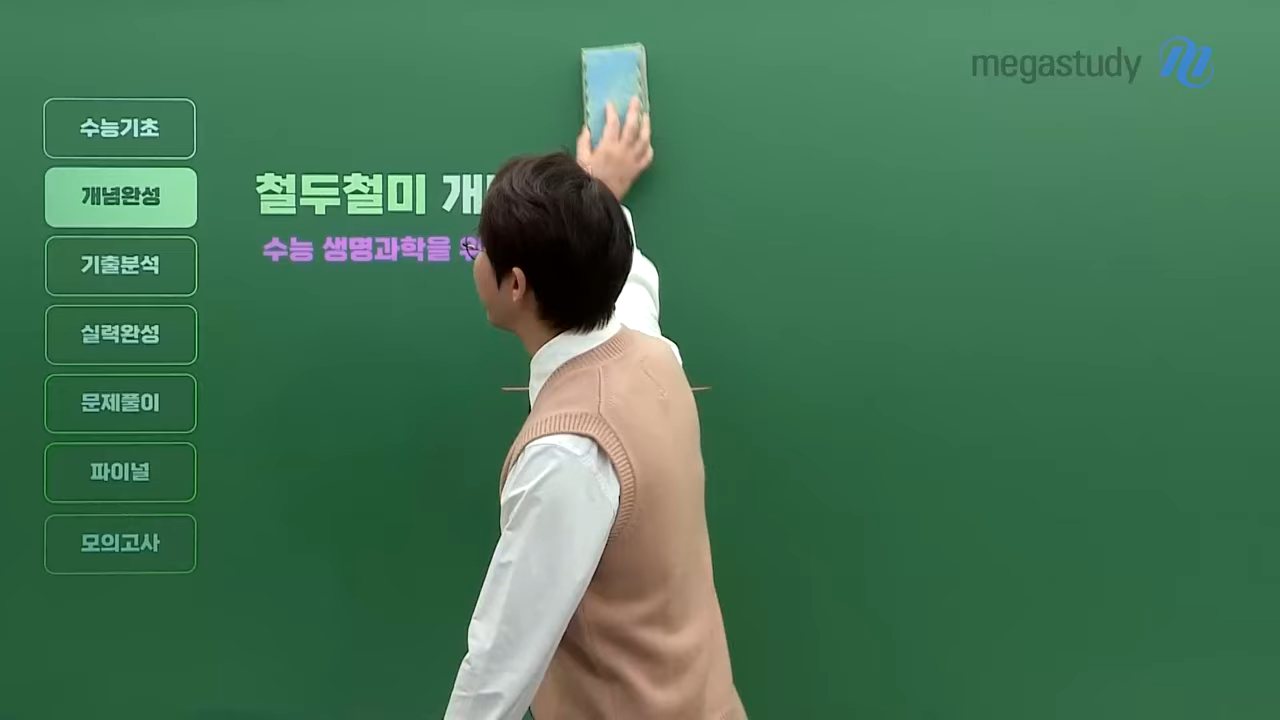 megastudy
수능기초
개념완성
기출분석
실력완성
문제풀이
파이널
모의고사
철두철미
수능 생명과학을